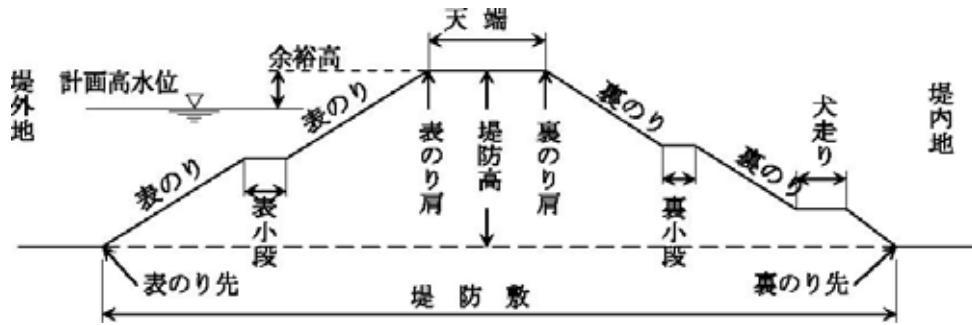 天端
余裕高
計画高水位
堤外地
表のり
表のり
表小段
表のり肩
堤防高
裏のり肩
裏のり
裏小段
裏のり
犬走り
堤内地
表のり先
裏のり先
堤防敷